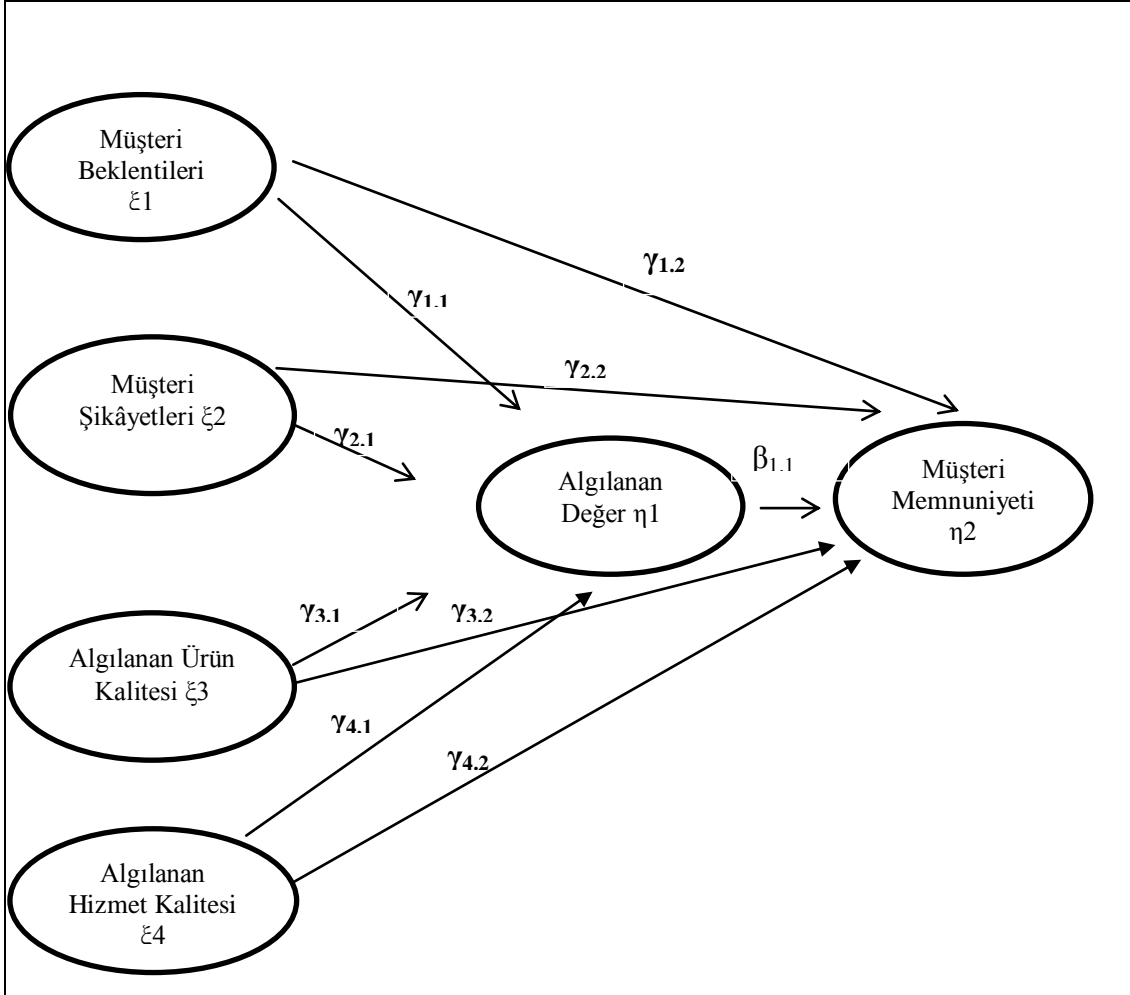 Müşteri
Beklentileri
ξ1
γ1.2
γ1.1
Müşteri
Şikâyetleri ξ2
γ2.2
γ2.1
Algılanan
Değer η1
β1.1
Müşteri
Memnuniyeti
η2
Algılanan Ürün
Kalitesi ξ3
γ3.1
γ3.2
γ4.1
γ4.2
Algılanan
Hizmet Kalitesi
ξ4